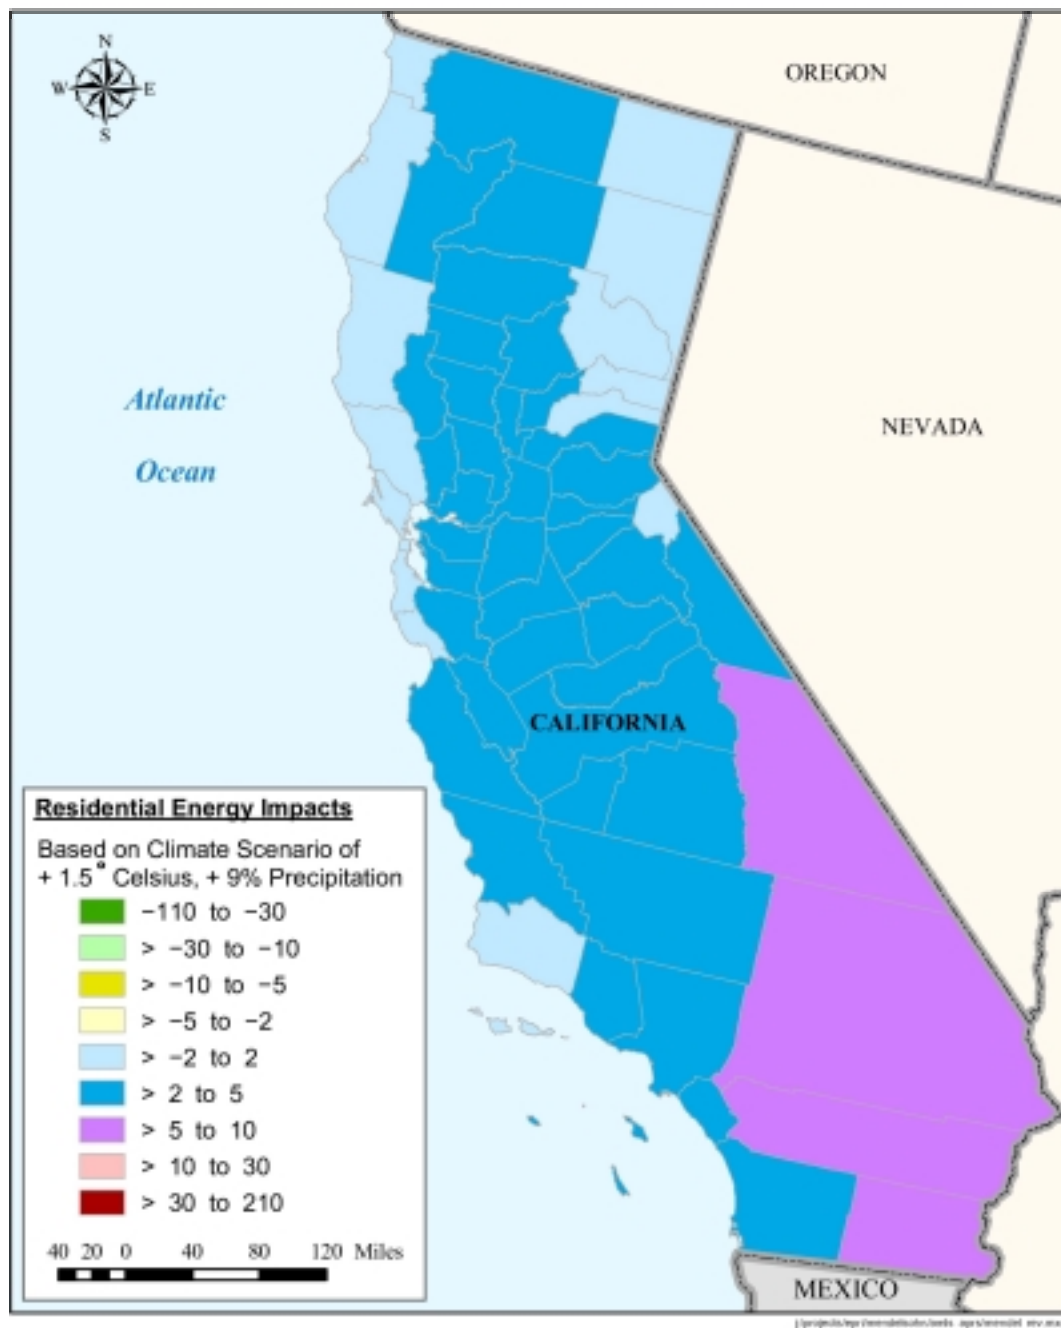 N
W E
S
OREGON
Atlantic
Ocean
NEVADA
CALIFORNIA
Residential Energy Impacts
Based on Climate Scenario of
+ 1.5° Celsius, + 9% Precipitation
−110 to −30
> −30 to −10
> −10 to −5
> −5 to −2
> −2 to 2
> 2 to 5
> 5 to 10
> 10 to 30
> 30 to 210
40 20 0 40 80 120 Miles
MEXICO